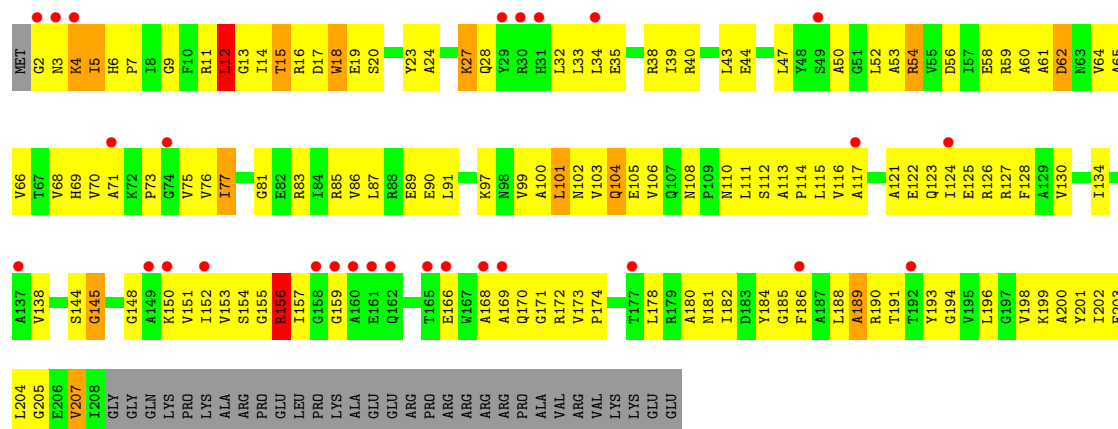 MET G2 N3 K4 I5 H6 P7 I8 G9 F10 R11 L12 G13 I14 T15 R16 D17 W18 E19 S20 Y23 A24 K27 Q28 Y29 R30 H31 L32 L33 L34 E35 R38 I39 R40 L43 E44 L47 Y48 S49 A50 G51 L52 A53 R54 V55 D56 I57 E58 R59 A60 A61 D62 N63 V64 A65
V66 T67 V68 H69 V70 A71 K72 P73 G74 V75 V76 I77 G81 E82 R83 I84 R85 V86 L87 R88 E89 E90 L91 K97 N98 V99 A100 L101 N102 V103 Q104 E105 V106 Q107 N108 P109 N110 L111 S112 A113 P114 L115 V116 A117 A121 E122 Q123 I124 E125 R126 R127 F128 A129 V130 I134
A137 V138 S144 G145 G148 A149 K150 V151 I152 V153 S154 G155 R156 I157 G158 G159 A160 E161 Q162 T165 E166 W167 A168 A169 Q170 G171 R172 V173 P174 T177 L178 R179 A180 N181 I182 D183 Y184 G185 F186 A187 L188 A189 R190 T191 T192 Y193 G194 V195 L196 G197 V198 K199 A200 Y201 I202 F203
L204 G205 E206 V207 I208 GLY GLY GLN LYS PRO LYS ALA ARG PRO GLU LEU PRO LYS ALA GLU GLU ARG PRO ARG ARG ARG ARG PRO ALA VAL ARG VAL LYS LYS GLU GLU